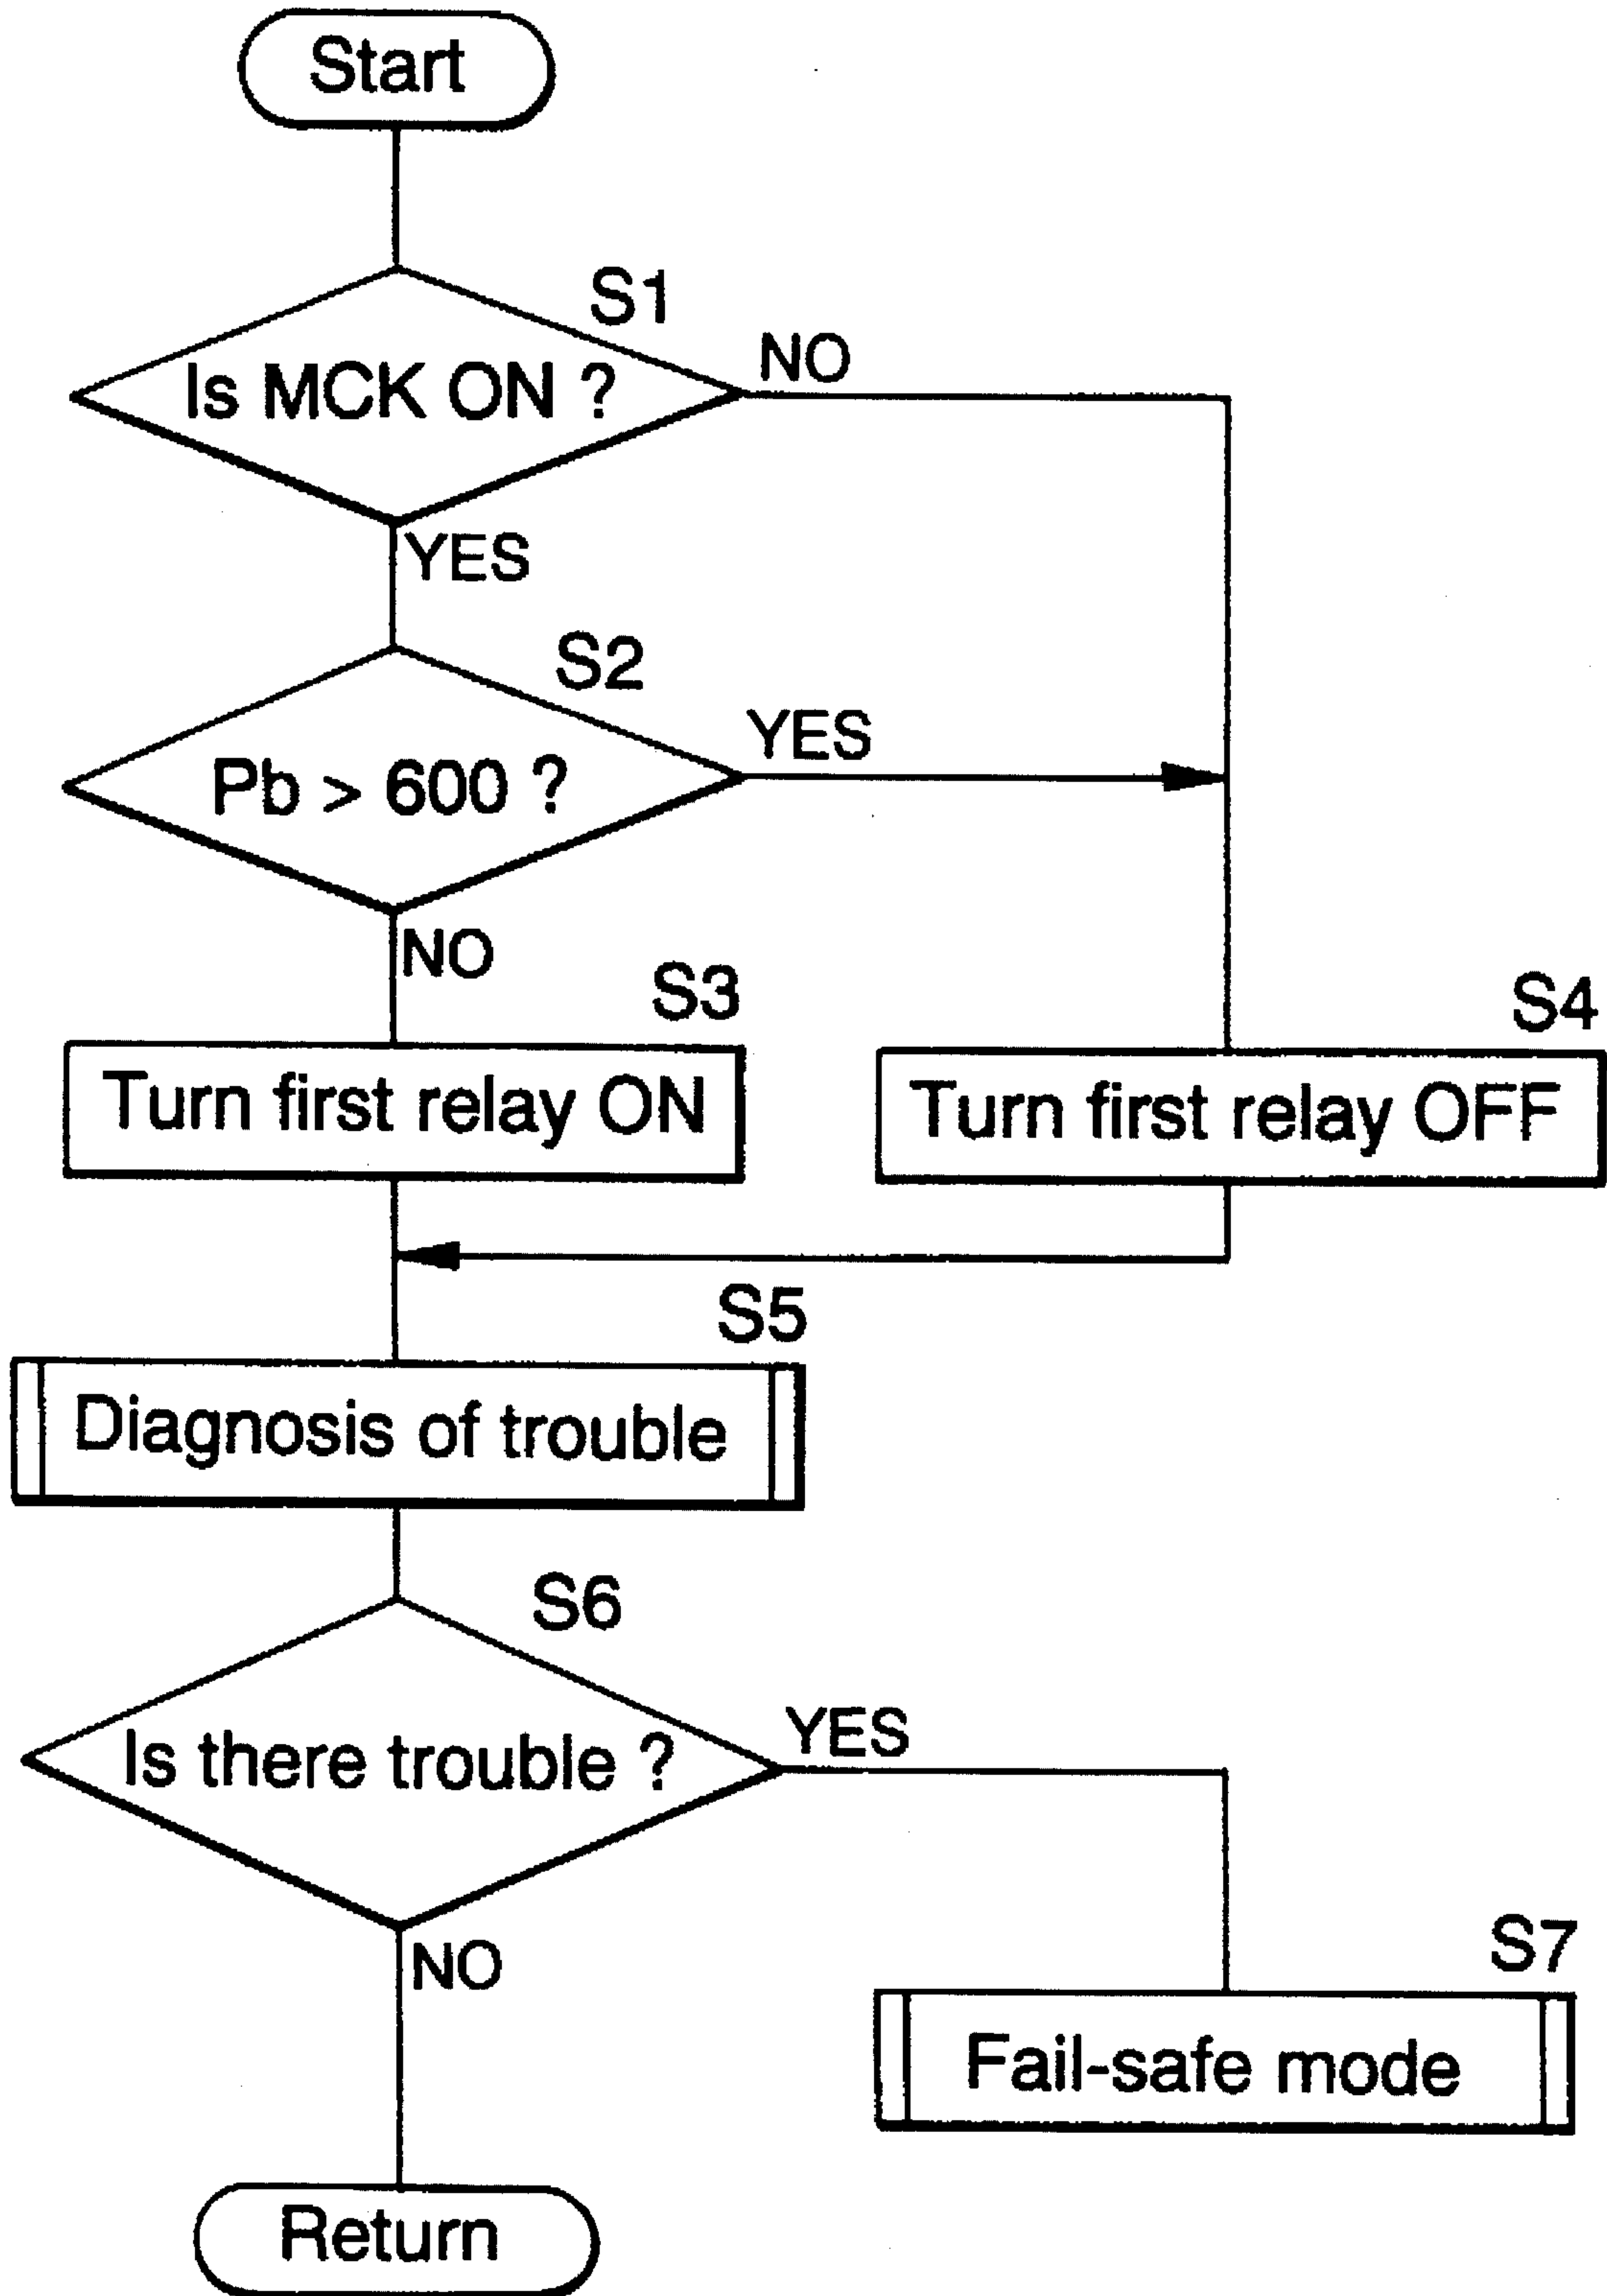 Start
S1
Is MCK ON ?
NO
YES
S2
Pb > 600 ?
YES
NO
S3
Turn first relay ON
S4
Turn first relay OFF
S5
Diagnosis of trouble
S6
Is there trouble ?
YES
NO
S7
Fail-safe mode
Return